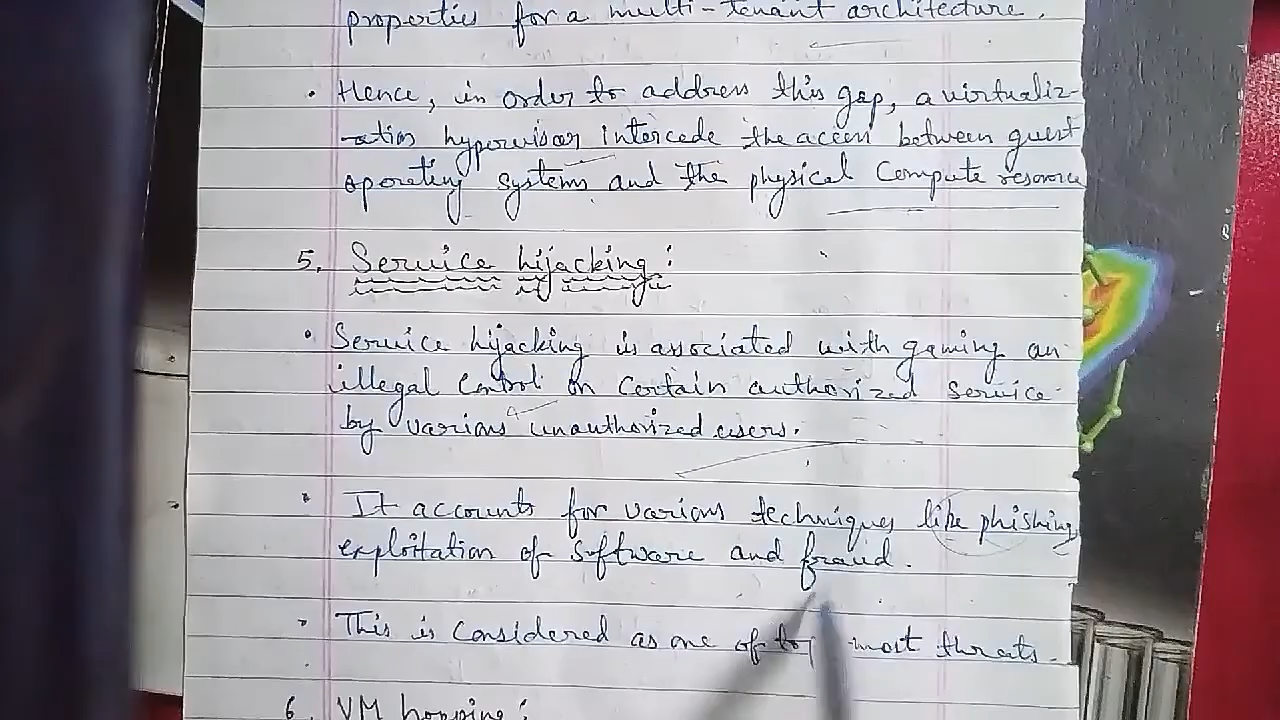 properties for a multi-tenant architecture.
• Hence, in order to address this gap, a virtualiz-
-ation hypervisor intercede the access between guest
operating systems and the physical compute resource
5. Service hijacking:
• Service hijacking is associated with gaining an
illegal control on certain authorized service
by various unauthorized users.
• It accounts for various techniques like phishing,
exploitation of software and fraud.
• This is considered as one of top most threats.
6. VM hopping: